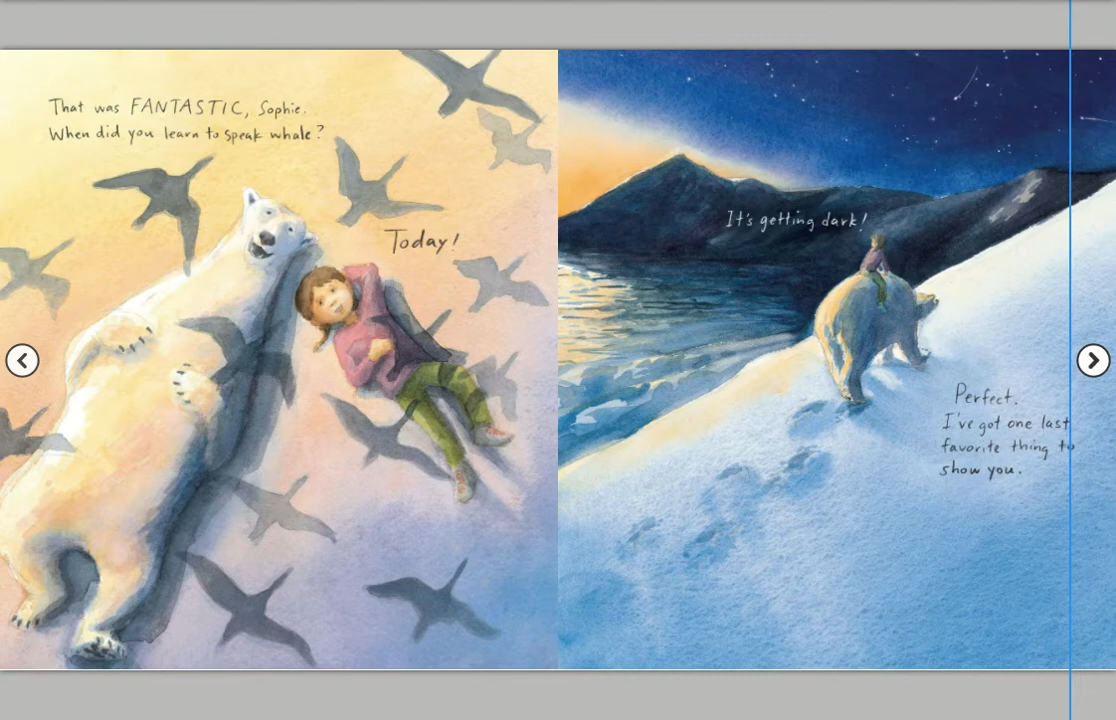 That was FANTASTIC, Sophie.
When did you learn to speak whale?
Today!
It's getting dark!
Perfect.
I've got one last
favorite thing to
show you.